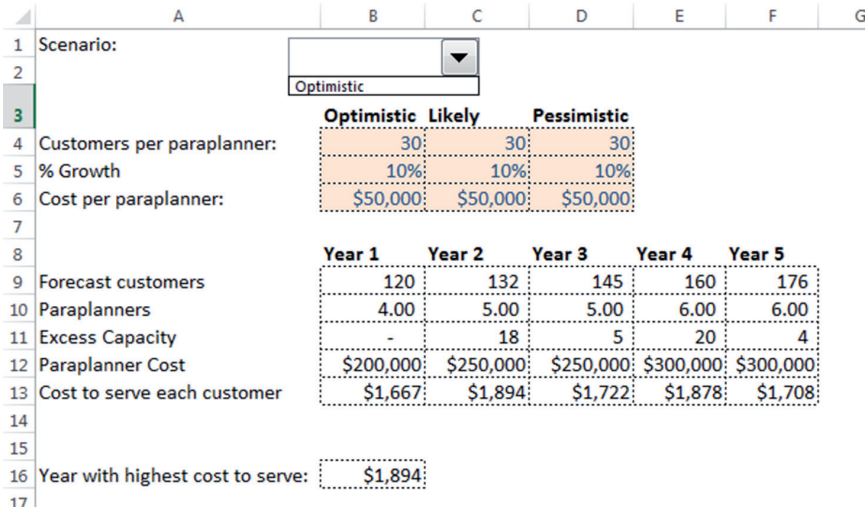 A B C D E F G
1 Scenario:
2
Optimistic
3 Optimistic Likely Pessimistic
4 Customers per paraplanner: 30 30 30
5 % Growth 10% 10% 10%
6 Cost per paraplanner: $50,000 $50,000 $50,000
7
8 Year 1 Year 2 Year 3 Year 4 Year 5
9 Forecast customers 120 132 145 160 176
10 Paraplanners 4.00 5.00 5.00 6.00 6.00
11 Excess Capacity - 18 5 20 4
12 Paraplanner Cost $200,000 $250,000 $250,000 $300,000 $300,000
13 Cost to serve each customer $1,667 $1,894 $1,722 $1,878 $1,708
14
15
16 Year with highest cost to serve: $1,894
17